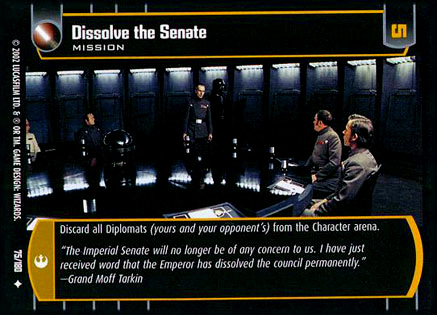 Dissolve the Senate
MISSION
5
Discard all Diplomats (yours and your opponent's) from the Character arena.
"The Imperial Senate will no longer be of any concern to us. I have just
received word that the Emperor has dissolved the council permanently."
—Grand Moff Tarkin
© 2002 LUCASFILM LTD. & ® OR TM. GAME DESIGN: WIZARDS.
75/180